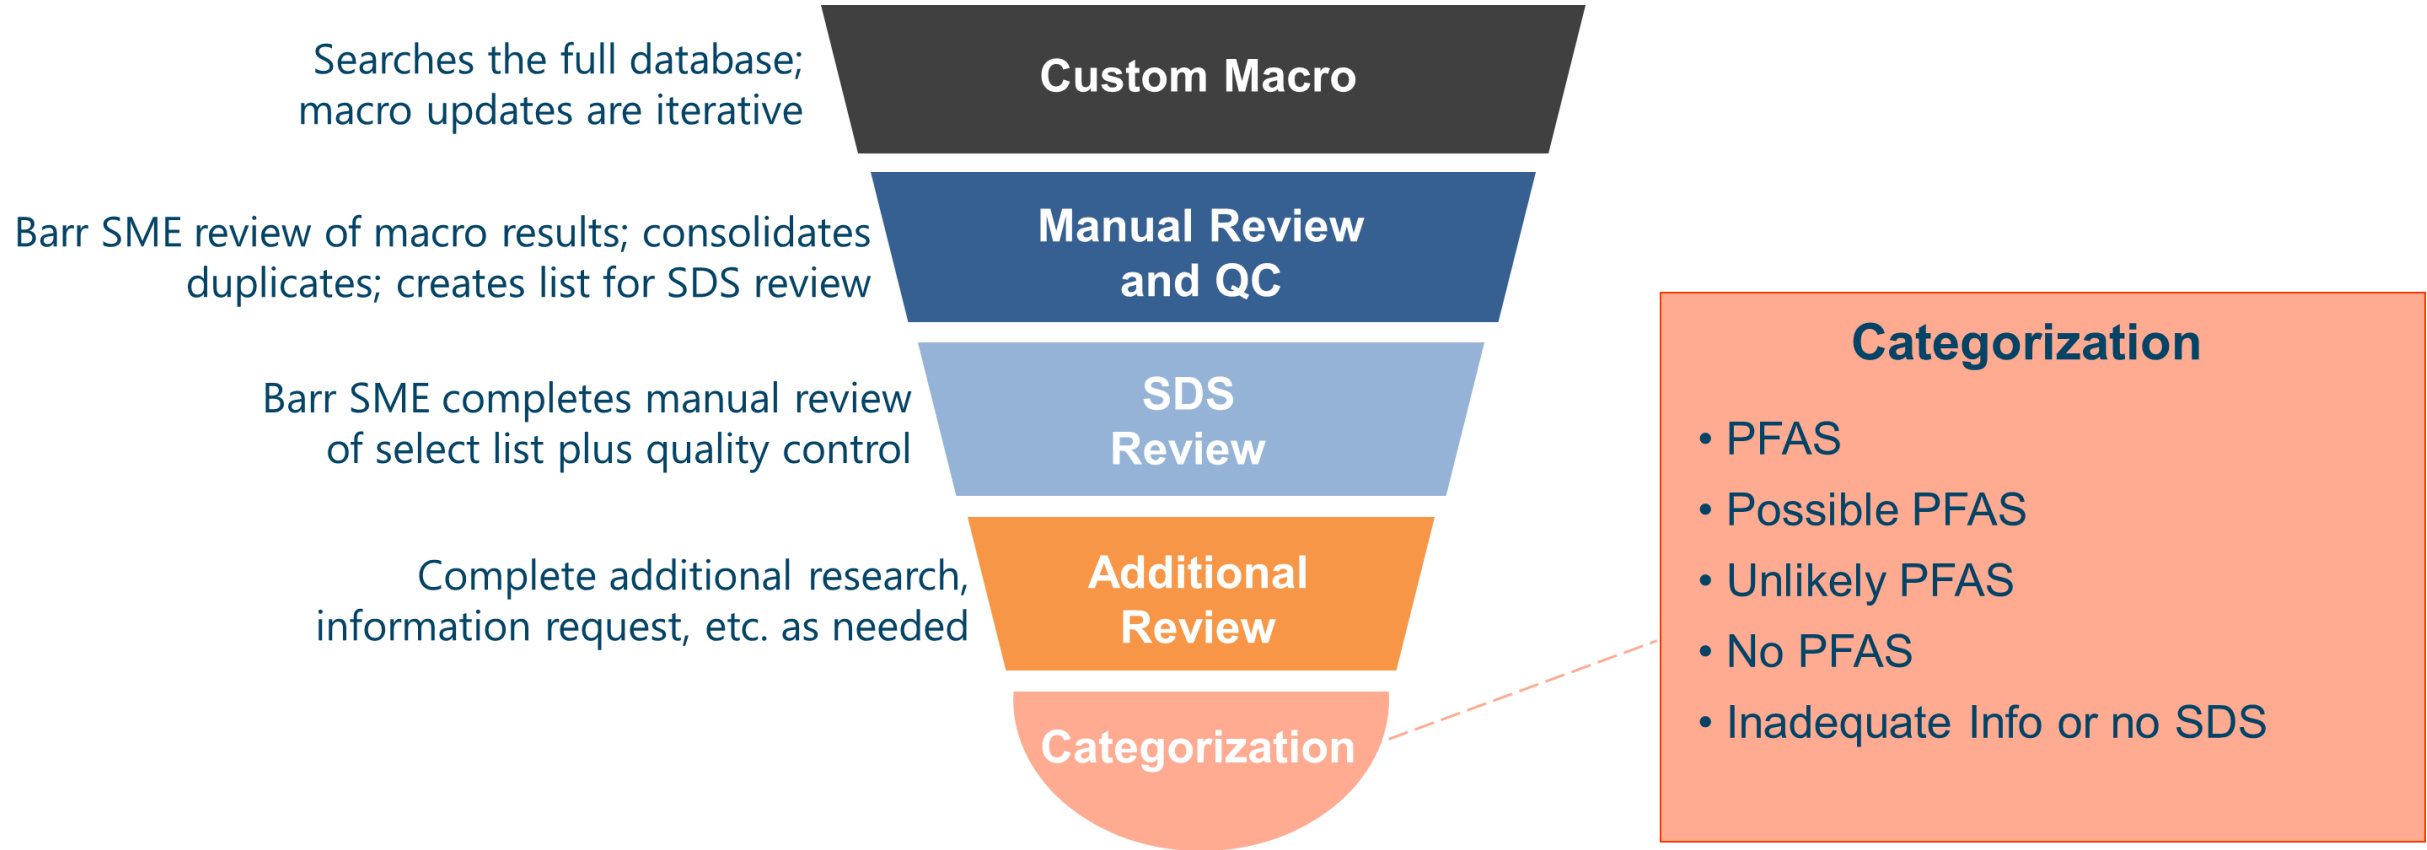 Searches the full database;
macro updates are iterative
Custom Macro
Barr SME review of macro results; consolidates
duplicates; creates list for SDS review
Manual Review
and QC
Barr SME completes manual review
of select list plus quality control
SDS
Review
Complete additional research,
information request, etc. as needed
Additional
Review
Categorization
Categorization
• PFAS
• Possible PFAS
• Unlikely PFAS
• No PFAS
• Inadequate Info or no SDS